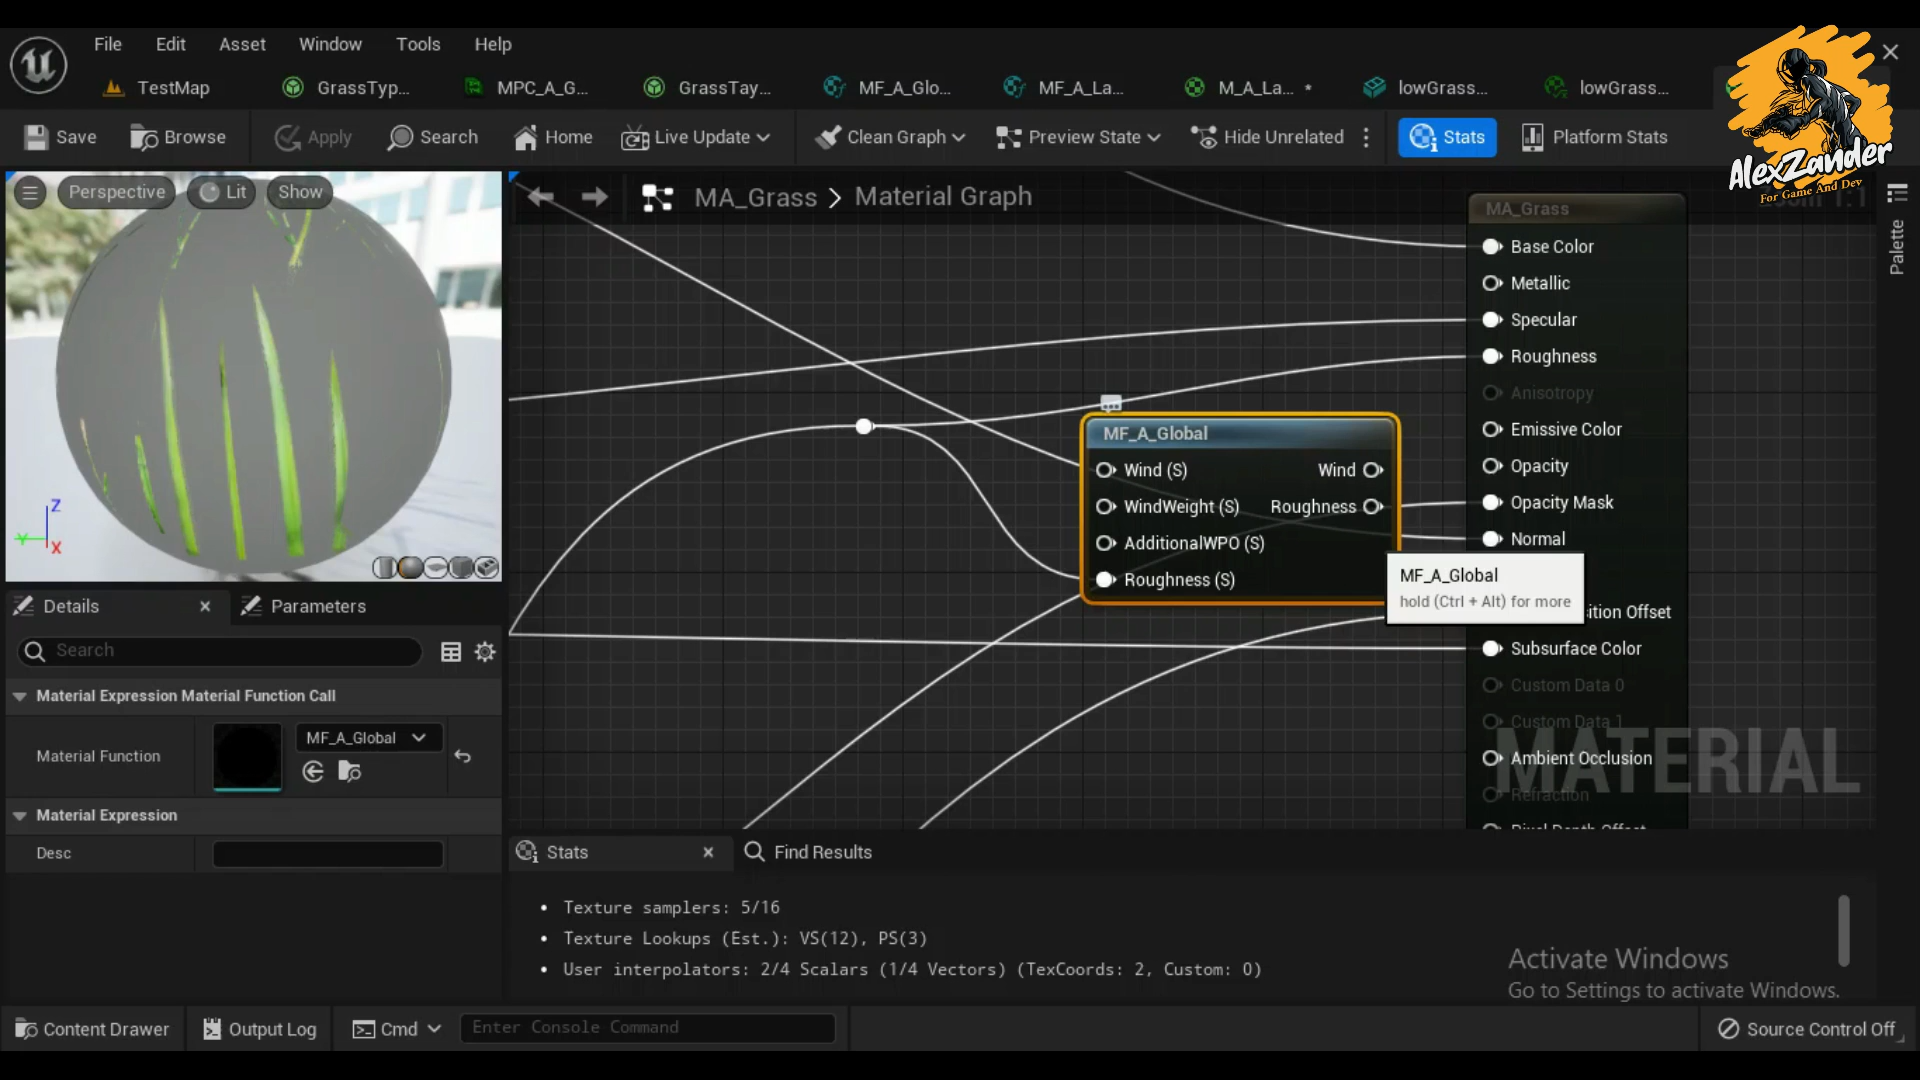 File Edit Asset Window Tools Help
TestMap GrassTyp... MPC_A_G... GrassTay... MF_A_Glo... MF_A_La... M_A_La... • lowGrass... lowGrass...
Save Browse Apply Search Home Live Update Clean Graph Preview State Hide Unrelated Stats Platform Stats
AlexZander
For Game And Dev
Perspective Lit Show
MA_Grass > Material Graph
Palette
MA_Grass
Base Color
Metallic
Specular
Roughness
Anisotropy
Emissive Color
Opacity
Opacity Mask
Normal
ition Offset
Subsurface Color
Custom Data 0
Custom Data 1
Ambient Occlusion
Refraction
Pixel Depth Offset
MF_A_Global
Wind (S) Wind
WindWeight (S) Roughness
AdditionalWPO (S)
Roughness (S)
MF_A_Global
hold (Ctrl + Alt) for more
MATERIAL
Z
Y
X
Details Parameters
Search
Material Expression Material Function Call
Material Function MF_A_Global
Material Expression
Desc
Stats Find Results
• Texture samplers: 5/16
• Texture Lookups (Est.): VS(12), PS(3)
• User interpolators: 2/4 Scalars (1/4 Vectors) (TexCoords: 2, Custom: 0)
Activate Windows
Go to Settings to activate Windows.
Content Drawer Output Log Cmd Enter Console Command Source Control Off